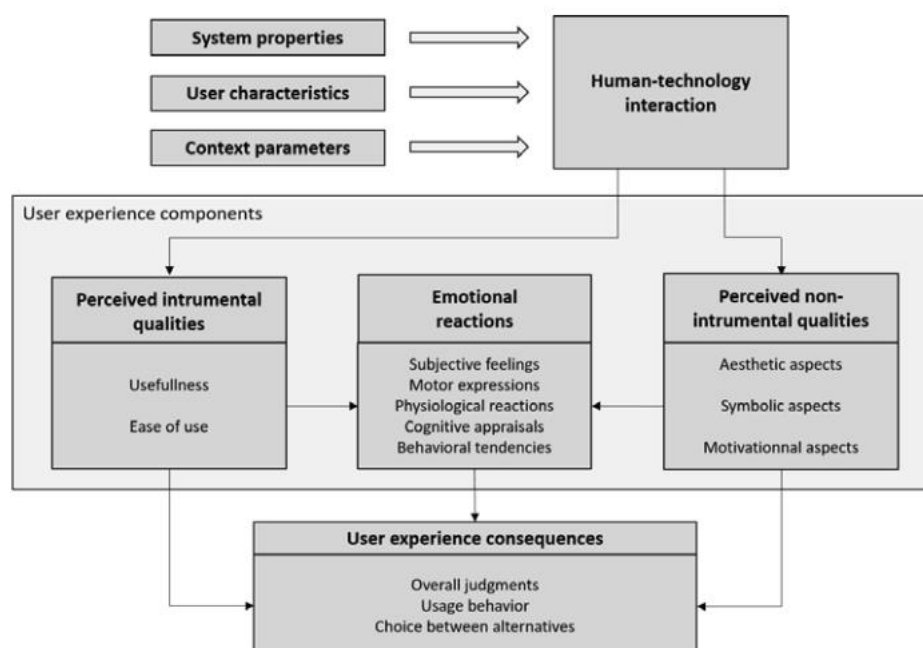 System properties
User characteristics
Context parameters
Human-technology
interaction
User experience components
Perceived intrumental
qualities
Usefullness
Ease of use
Emotional
reactions
Subjective feelings
Motor expressions
Physiological reactions
Cognitive appraisals
Behavioral tendencies
Perceived non-
intrumental qualities
Aesthetic aspects
Symbolic aspects
Motivationnal aspects
User experience consequences
Overall judgments
Usage behavior
Choice between alternatives